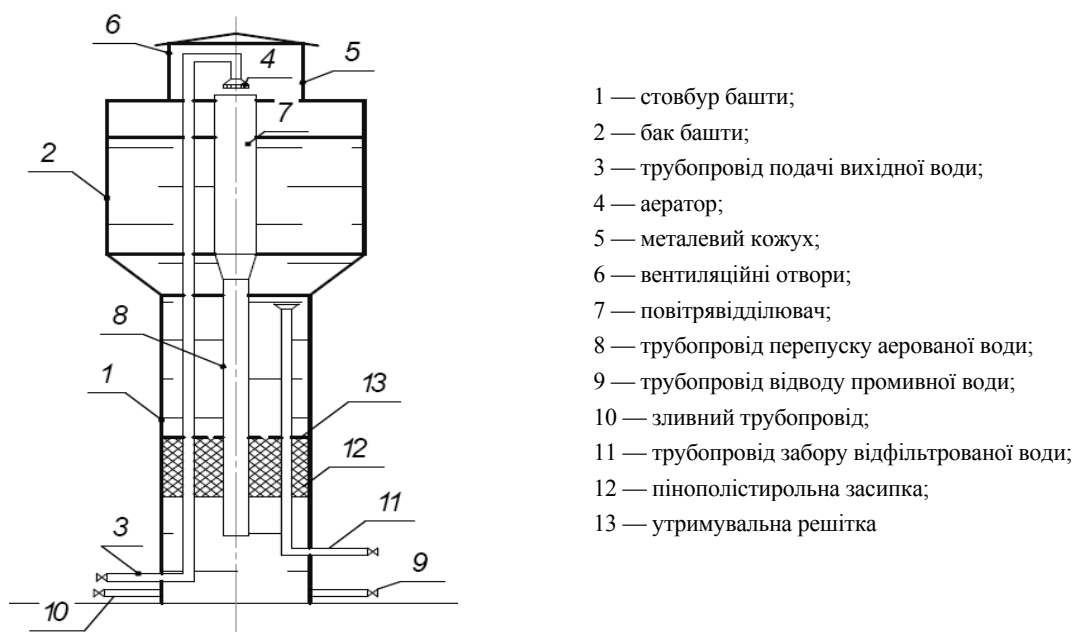 6
4
5
7
2
8
1
13
12
11
3
9
10
1 — стовбур башти;
2 — бак башти;
3 — трубопровід подачі вихідної води;
4 — аератор;
5 — металевий кожух;
6 — вентиляційні отвори;
7 — повітрявідділювач;
8 — трубопровід перепуску аерованої води;
9 — трубопровід відводу промивної води;
10 — зливний трубопровід;
11 — трубопровід забору відфільтрованої води;
12 — пінополістирольна засипка;
13 — утримувальна решітка